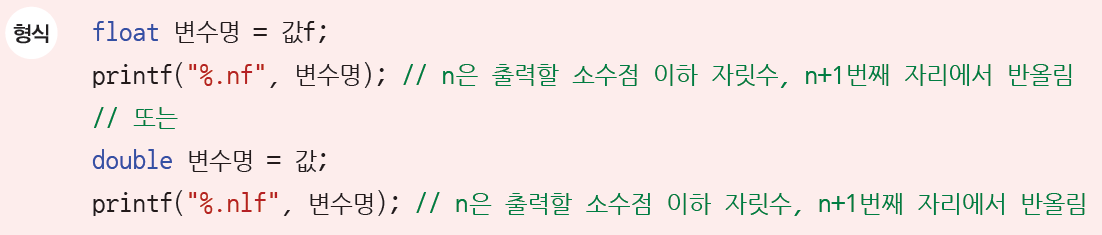 형식 float 변수명 = 값f;
printf("%.nf", 변수명); // n은 출력할 소수점 이하 자릿수, n+1번째 자리에서 반올림
// 또는
double 변수명 = 값;
printf("%.nlf", 변수명); // n은 출력할 소수점 이하 자릿수, n+1번째 자리에서 반올림